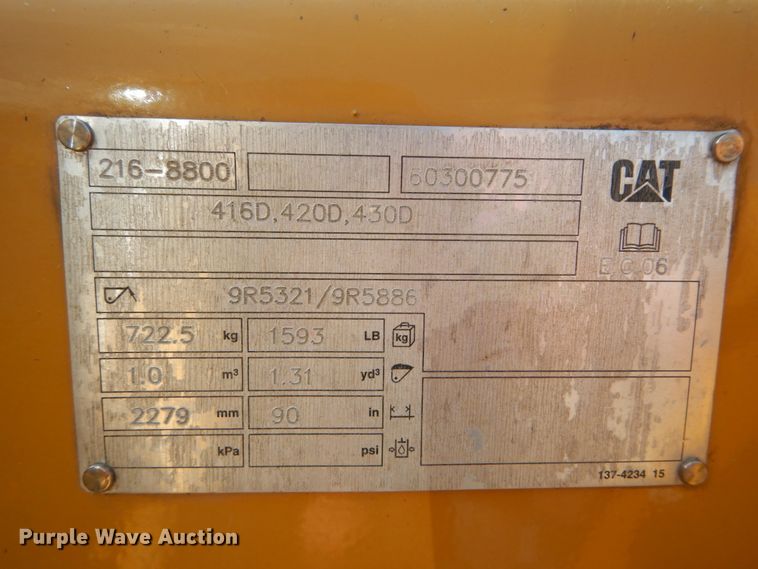 216-8800 60300775
CAT
416D,420D,430D
E C 06
9R5321/9R5886
722.5 kg 1593 LB kg
1.0 m³ 1.31 yd³
2279 mm 90 in
kPa psi
137-4234 15
Purple Wave Auction